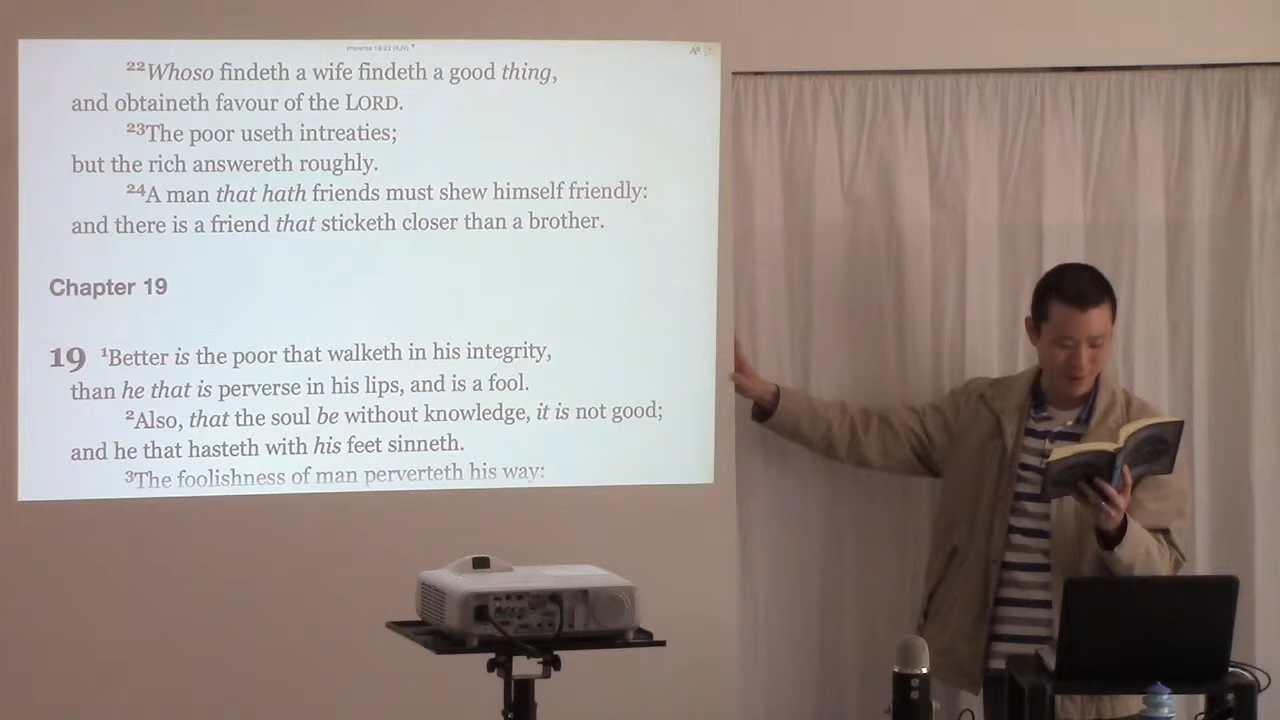 Proverbs 18:22 (KJV)
22Whoso findeth a wife findeth a good thing,
and obtaineth favour of the LORD.
23The poor useth intreaties;
but the rich answereth roughly.
24A man that hath friends must shew himself friendly:
and there is a friend that sticketh closer than a brother.
Chapter 19
19 1Better is the poor that walketh in his integrity,
than he that is perverse in his lips, and is a fool.
2Also, that the soul be without knowledge, it is not good;
and he that hasteth with his feet sinneth.
3The foolishness of man perverteth his way: